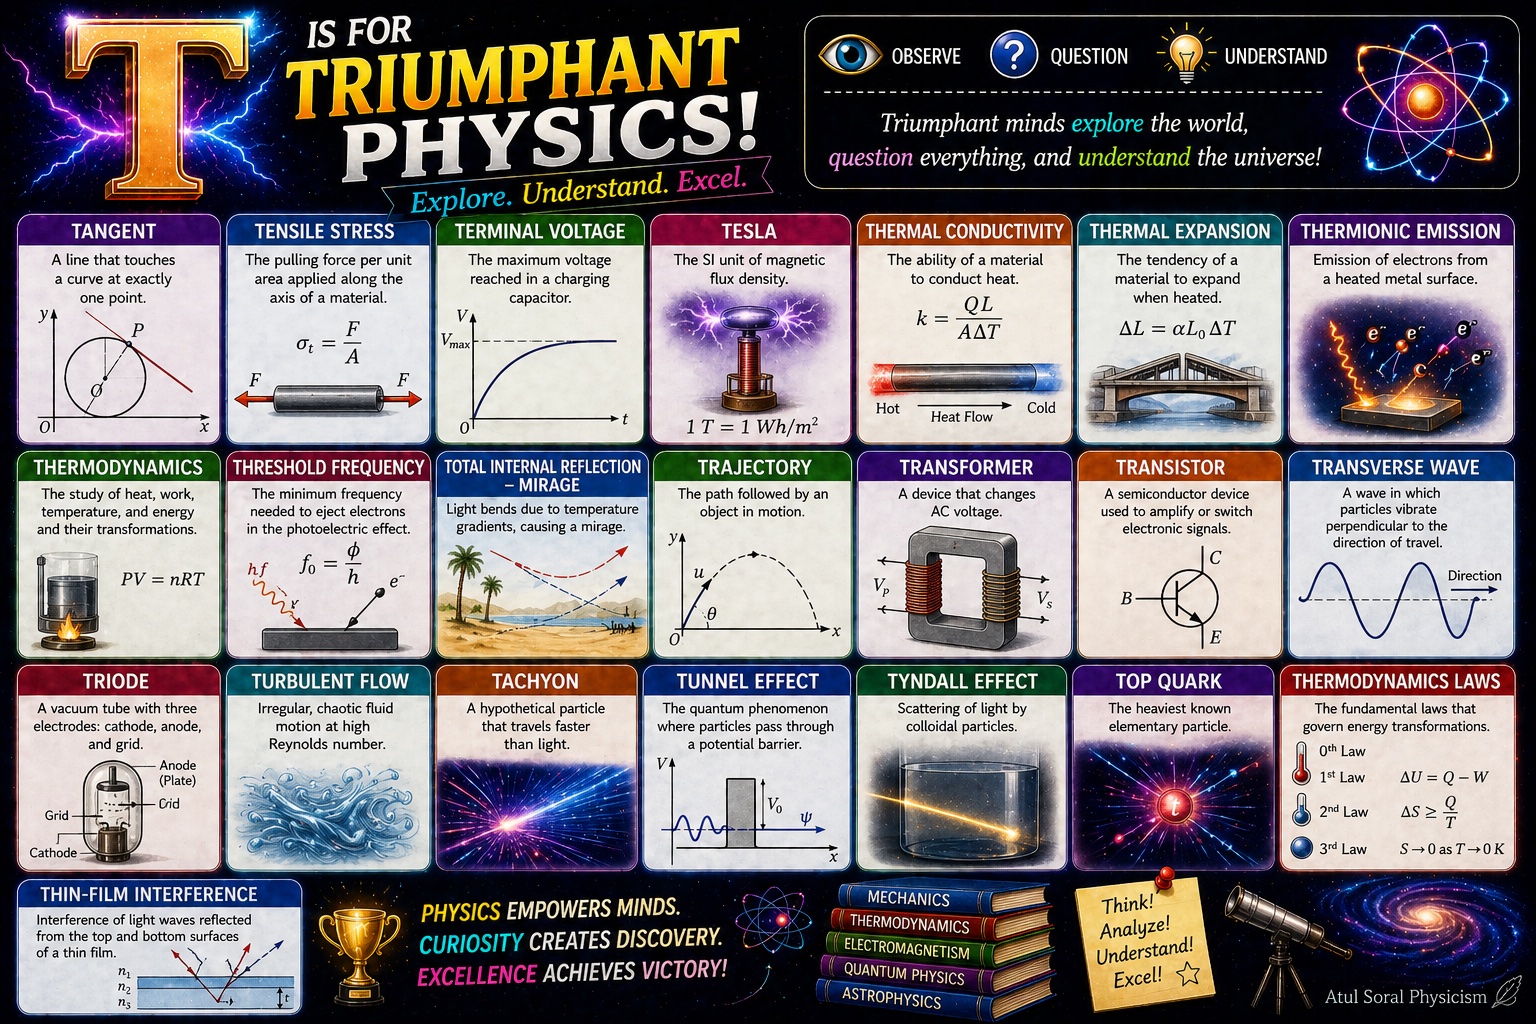 T
IS FOR
TRIUMPHANT
PHYSICS!
Explore. Understand. Excel.
OBSERVE
QUESTION
UNDERSTAND
Triumphant minds explore the world,
question everything, and understand the universe!
TANGENT
A line that touches
a curve at exactly
one point.
y
P
O
O
x
TENSILE STRESS
The pulling force per unit
area applied along the
axis of a material.
σt = F/A
F
F
TERMINAL VOLTAGE
The maximum voltage
reached in a charging
capacitor.
V
Vmax
O
t
TESLA
The SI unit of magnetic
flux density.
1 T = 1 Wh/m²
THERMAL CONDUCTIVITY
The ability of a material
to conduct heat.
k = QL/AΔT
Hot
Heat Flow
Cold
THERMAL EXPANSION
The tendency of a
material to expand
when heated.
ΔL = αL₀ ΔT
THERMIONIC EMISSION
Emission of electrons from
a heated metal surface.
e⁻
e⁻
THERMODYNAMICS
The study of heat, work,
temperature, and energy
and their transformations.
PV = nRT
THRESHOLD FREQUENCY
The minimum frequency
needed to eject electrons
in the photoelectric effect.
f₀ = ϕ/h
hf
e⁻
TOTAL INTERNAL REFLECTION
– MIRAGE
Light bends due to temperature
gradients, causing a mirage.
TRAJECTORY
The path followed by an
object in motion.
y
u
θ
O
x
TRANSFORMER
A device that changes
AC voltage.
Vp
Vs
TRANSISTOR
A semiconductor device
used to amplify or switch
electronic signals.
C
B
E
TRANSVERSE WAVE
A wave in which
particles vibrate
perpendicular to the
direction of travel.
Direction
TRIODE
A vacuum tube with three
electrodes: cathode, anode,
and grid.
Anode
(Plate)
Grid
Grid
Cathode
TURBULENT FLOW
Irregular, chaotic fluid
motion at high
Reynolds number.
TACHYON
A hypothetical particle
that travels faster
than light.
TUNNEL EFFECT
The quantum phenomenon
where particles pass through
a potential barrier.
V
V₀
ψ
x
TYNDALL EFFECT
Scattering of light by
colloidal particles.
TOP QUARK
The heaviest known
elementary particle.
t
THERMODYNAMICS LAWS
The fundamental laws that
govern energy transformations.
0th Law
1st Law ΔU = Q − W
2nd Law ΔS ≥ Q/T
3rd Law S→0 as T→0 K
THIN-FILM INTERFERENCE
Interference of light waves reflected
from the top and bottom surfaces
of a thin film.
n₁
n₂
n₃
t
PHYSICS EMPOWERS MINDS.
CURIOSITY CREATES DISCOVERY.
EXCELLENCE ACHIEVES VICTORY!
MECHANICS
THERMODYNAMICS
ELECTROMAGNETISM
QUANTUM PHYSICS
ASTROPHYSICS
Think!
Analyze!
Understand!
Excel!
Atul Soral Physicism